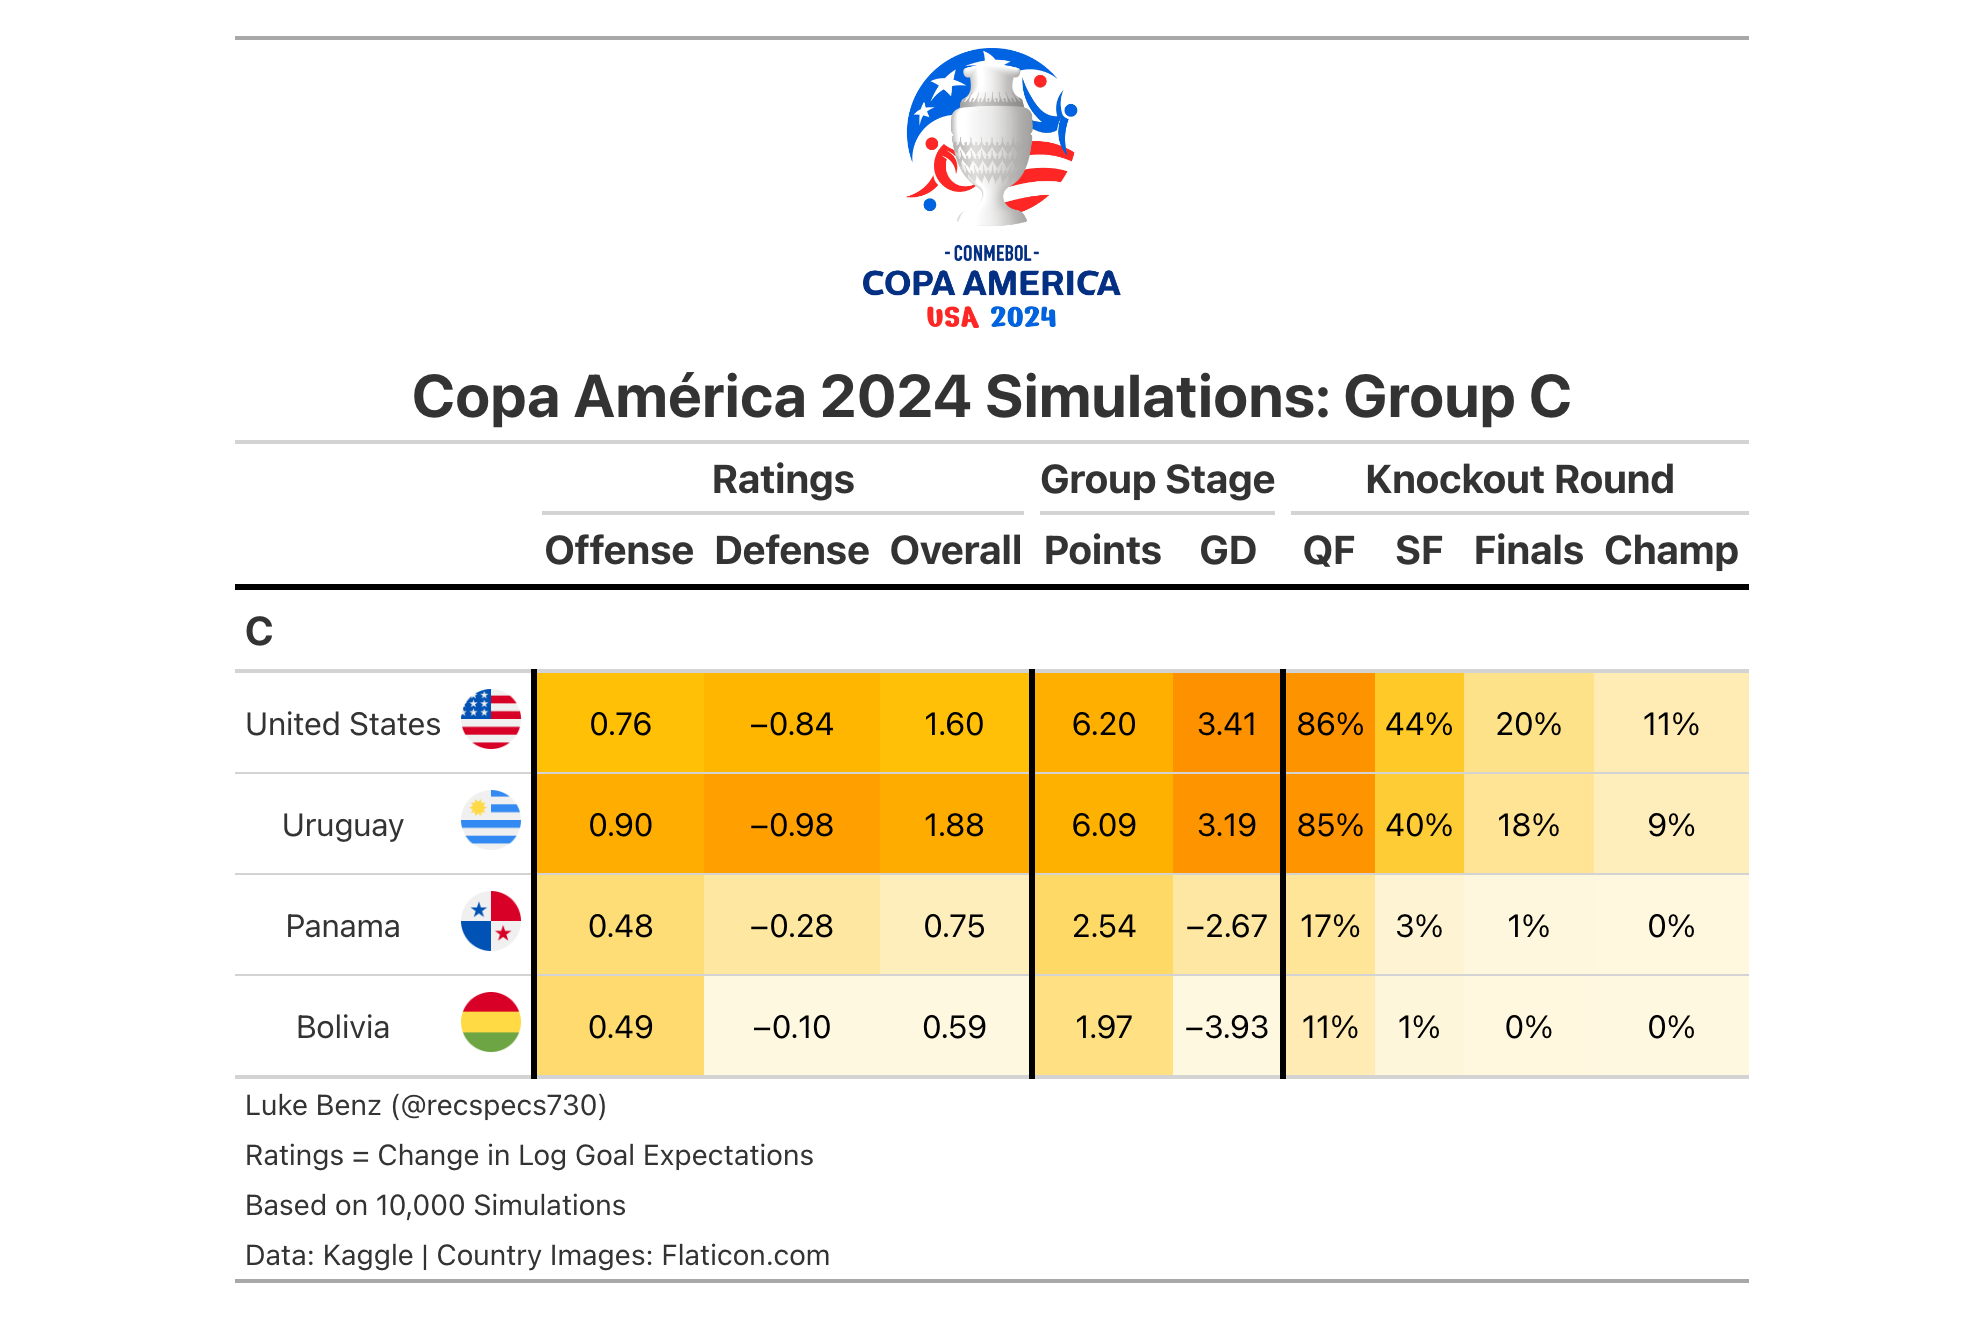 - CONMEBOL -
COPA AMERICA
USA 2024
Copa América 2024 Simulations: Group C
Ratings Group Stage Knockout Round
Offense Defense Overall Points GD QF SF Finals Champ
C
United States 0.76 −0.84 1.60 6.20 3.41 86% 44% 20% 11%
Uruguay 0.90 −0.98 1.88 6.09 3.19 85% 40% 18% 9%
Panama 0.48 −0.28 0.75 2.54 −2.67 17% 3% 1% 0%
Bolivia 0.49 −0.10 0.59 1.97 −3.93 11% 1% 0% 0%
Luke Benz (@recspecs730)
Ratings = Change in Log Goal Expectations
Based on 10,000 Simulations
Data: Kaggle | Country Images: Flaticon.com